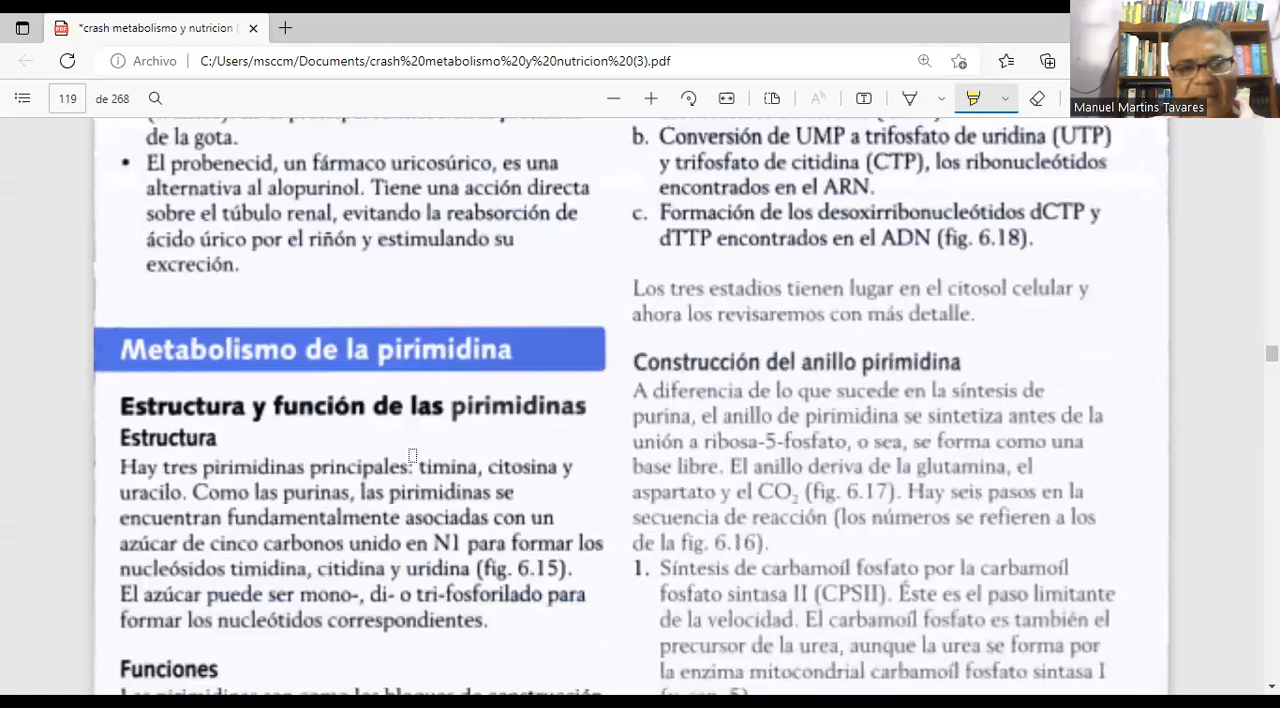 *crash metabolismo y nutricion
Archivo
C:/Users/msccm/Documents/crash%20metabolismo%20y%20nutricion%20(3).pdf
119
de 268
Manuel Martins Tavares
de la gota.
• El probenecid, un fármaco uricosúrico, es una
alternativa al alopurinol. Tiene una acción directa
sobre el túbulo renal, evitando la reabsorción de
ácido úrico por el riñón y estimulando su
excreción.
Metabolismo de la pirimidina
Estructura y función de las pirimidinas
Estructura
Hay tres pirimidinas principales: timina, citosina y
uracilo. Como las purinas, las pirimidinas se
encuentran fundamentalmente asociadas con un
azúcar de cinco carbonos unido en N1 para formar los
nucleósidos timidina, citidina y uridina (fig. 6.15).
El azúcar puede ser mono-, di- o tri-fosforilado para
formar los nucleótidos correspondientes.
Funciones
b. Conversión de UMP a trifosfato de uridina (UTP)
y trifosfato de citidina (CTP), los ribonucleótidos
encontrados en el ARN.
c. Formación de los desoxirribonucleótidos dCTP y
dTTP encontrados en el ADN (fig. 6.18).
Los tres estadios tienen lugar en el citosol celular y
ahora los revisaremos con más detalle.
Construcción del anillo pirimidina
A diferencia de lo que sucede en la síntesis de
purina, el anillo de pirimidina se sintetiza antes de la
unión a ribosa-5-fosfato, o sea, se forma como una
base libre. El anillo deriva de la glutamina, el
aspartato y el CO₂ (fig. 6.17). Hay seis pasos en la
secuencia de reacción (los números se refieren a los
de la fig. 6.16).
1. Síntesis de carbamoíl fosfato por la carbamoíl
fosfato sintasa II (CPSII). Éste es el paso limitante
de la velocidad. El carbamoíl fosfato es también el
precursor de la urea, aunque la urea se forma por
la enzima mitocondrial carbamoíl fosfato sintasa I